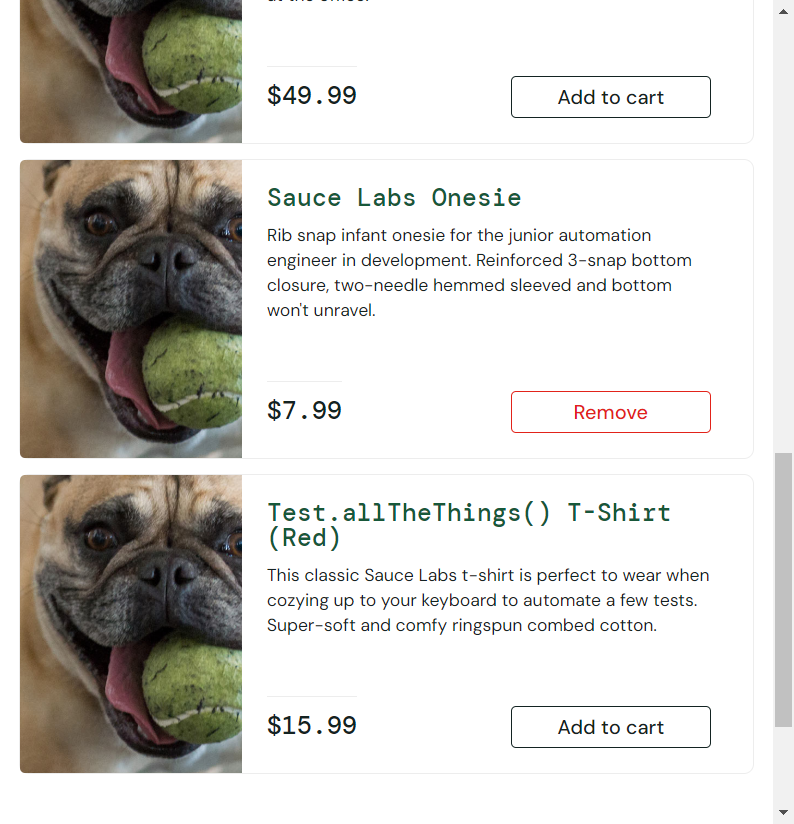 $49.99
Add to cart
Sauce Labs Onesie
Rib snap infant onesie for the junior automation
engineer in development. Reinforced 3-snap bottom
closure, two-needle hemmed sleeved and bottom
won't unravel.
$7.99
Remove
Test.allTheThings() T-Shirt
(Red)
This classic Sauce Labs t-shirt is perfect to wear when
cozying up to your keyboard to automate a few tests.
Super-soft and comfy ringspun combed cotton.
$15.99
Add to cart